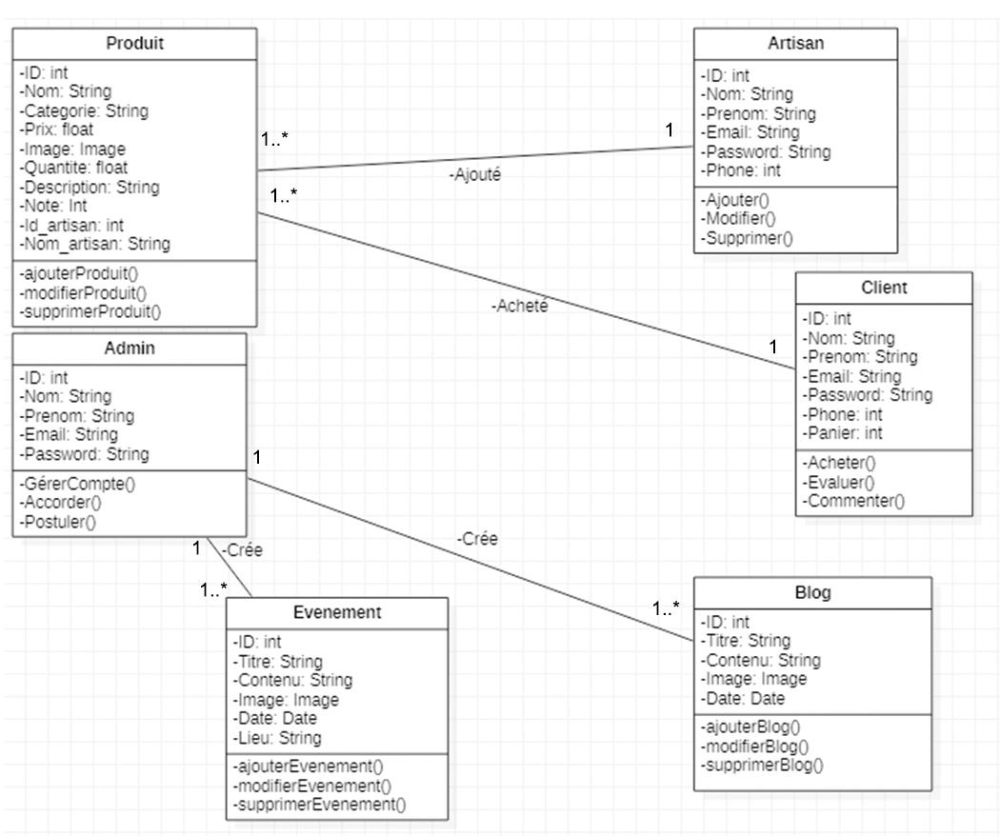 Produit
-ID: int
-Nom: String
-Categorie: String
-Prix: float
-Image: Image
-Quantite: float
-Description: String
-Note: Int
-Id_artisan: int
-Nom_artisan: String
-ajouterProduit()
-modifierProduit()
-supprimerProduit()
1..*
-Ajouté
1
Artisan
-ID: int
-Nom: String
-Prenom: String
-Email: String
-Password: String
-Phone: int
-Ajouter()
-Modifier()
-Supprimer()
1..*
-Acheté
1
Client
-ID: int
-Nom: String
-Prenom: String
-Email: String
-Password: String
-Phone: int
-Panier: int
-Acheter()
-Evaluer()
-Commenter()
Admin
-ID: int
-Nom: String
-Prenom: String
-Email: String
-Password: String
-GérerCompte()
-Accorder()
-Postuler()
1
-Crée
1..*
Blog
-ID: int
-Titre: String
-Contenu: String
-Image: Image
-Date: Date
-ajouterBlog()
-modifierBlog()
-supprimerBlog()
1
-Crée
1..*
Evenement
-ID: int
-Titre: String
-Contenu: String
-Image: Image
-Date: Date
-Lieu: String
-ajouterEvenement()
-modifierEvenement()
-supprimerEvenement()